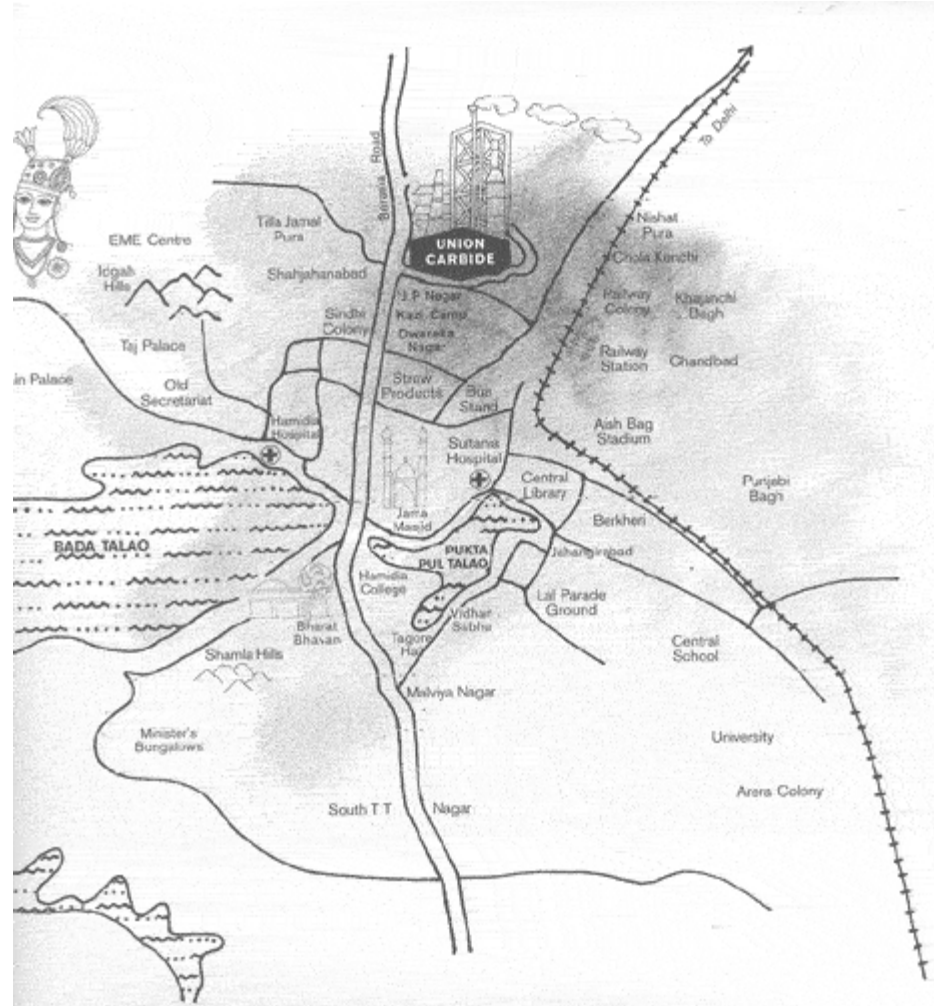 To Delhi
Berasia Road
Nishat
Pura
Tilla Jamal
Pura
EME Centre
UNION
CARBIDE
Chola Kenchi
Idgah
Hills
Shahjahanabad
J.P Nagar
Railway
Colony
Khajanchi
Bagh
Sindhi
Colony
Kazi Camp
Dwaraka
Nagar
Taj Palace
Railway
Station
Chandbad
in Palace
Old
Secretariat
Straw
Products
Bus
Stand
Hamidia
Hospital
Aish Bag
Stadium
Sultania
Hospital
Central
Library
Punjabi
Bagh
Jama
Masjid
Berkheri
BADA TALAO
PUKTA
PUL TALAO
Jahangirabad
Hamidia
College
Lal Parade
Ground
Vidhan
Sabha
Bharat
Bhavan
Tagore
Hall
Central
School
Shamla Hills
Malviya Nagar
Minister's
Bungalows
University
Arera Colony
South T T Nagar